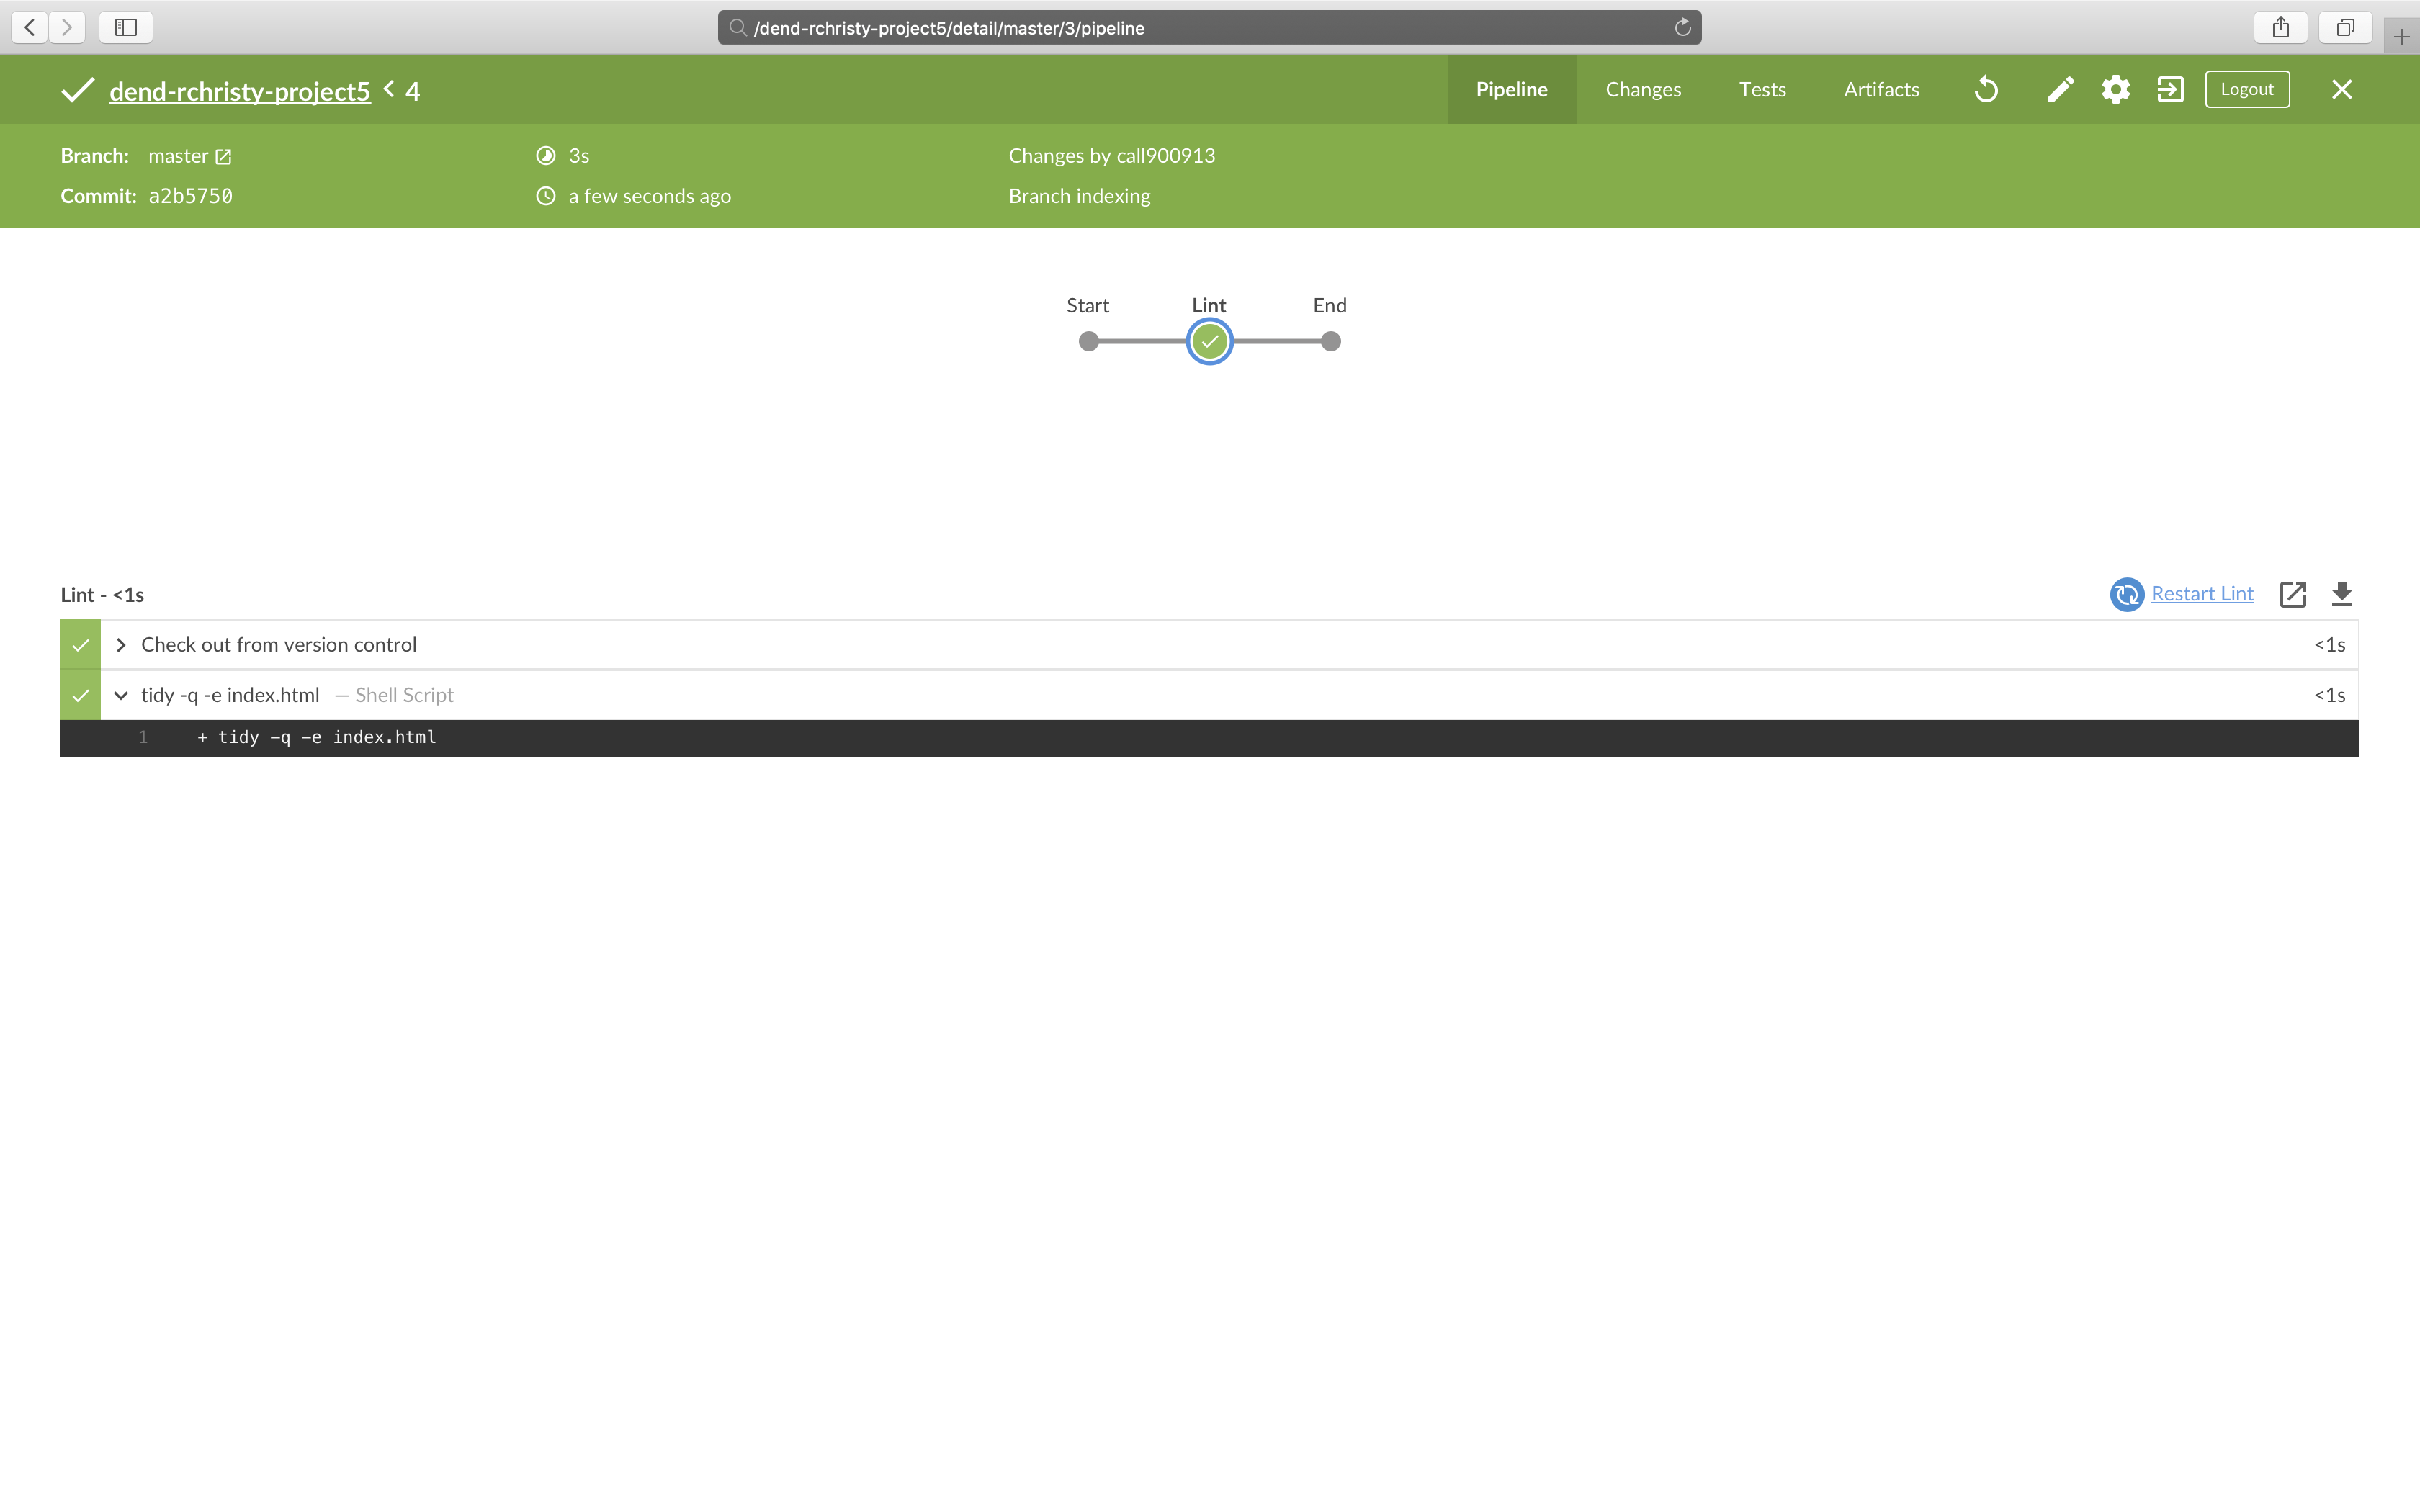 /dend-rchristy-project5/detail/master/3/pipeline
dend-rchristy-project5 < 4
Pipeline Changes Tests Artifacts Logout
Branch: master 3s Changes by call900913
Commit: a2b5750 a few seconds ago Branch indexing
Start Lint End
Lint - <1s Restart Lint
Check out from version control <1s
tidy -q -e index.html — Shell Script <1s
1 + tidy -q -e index.html